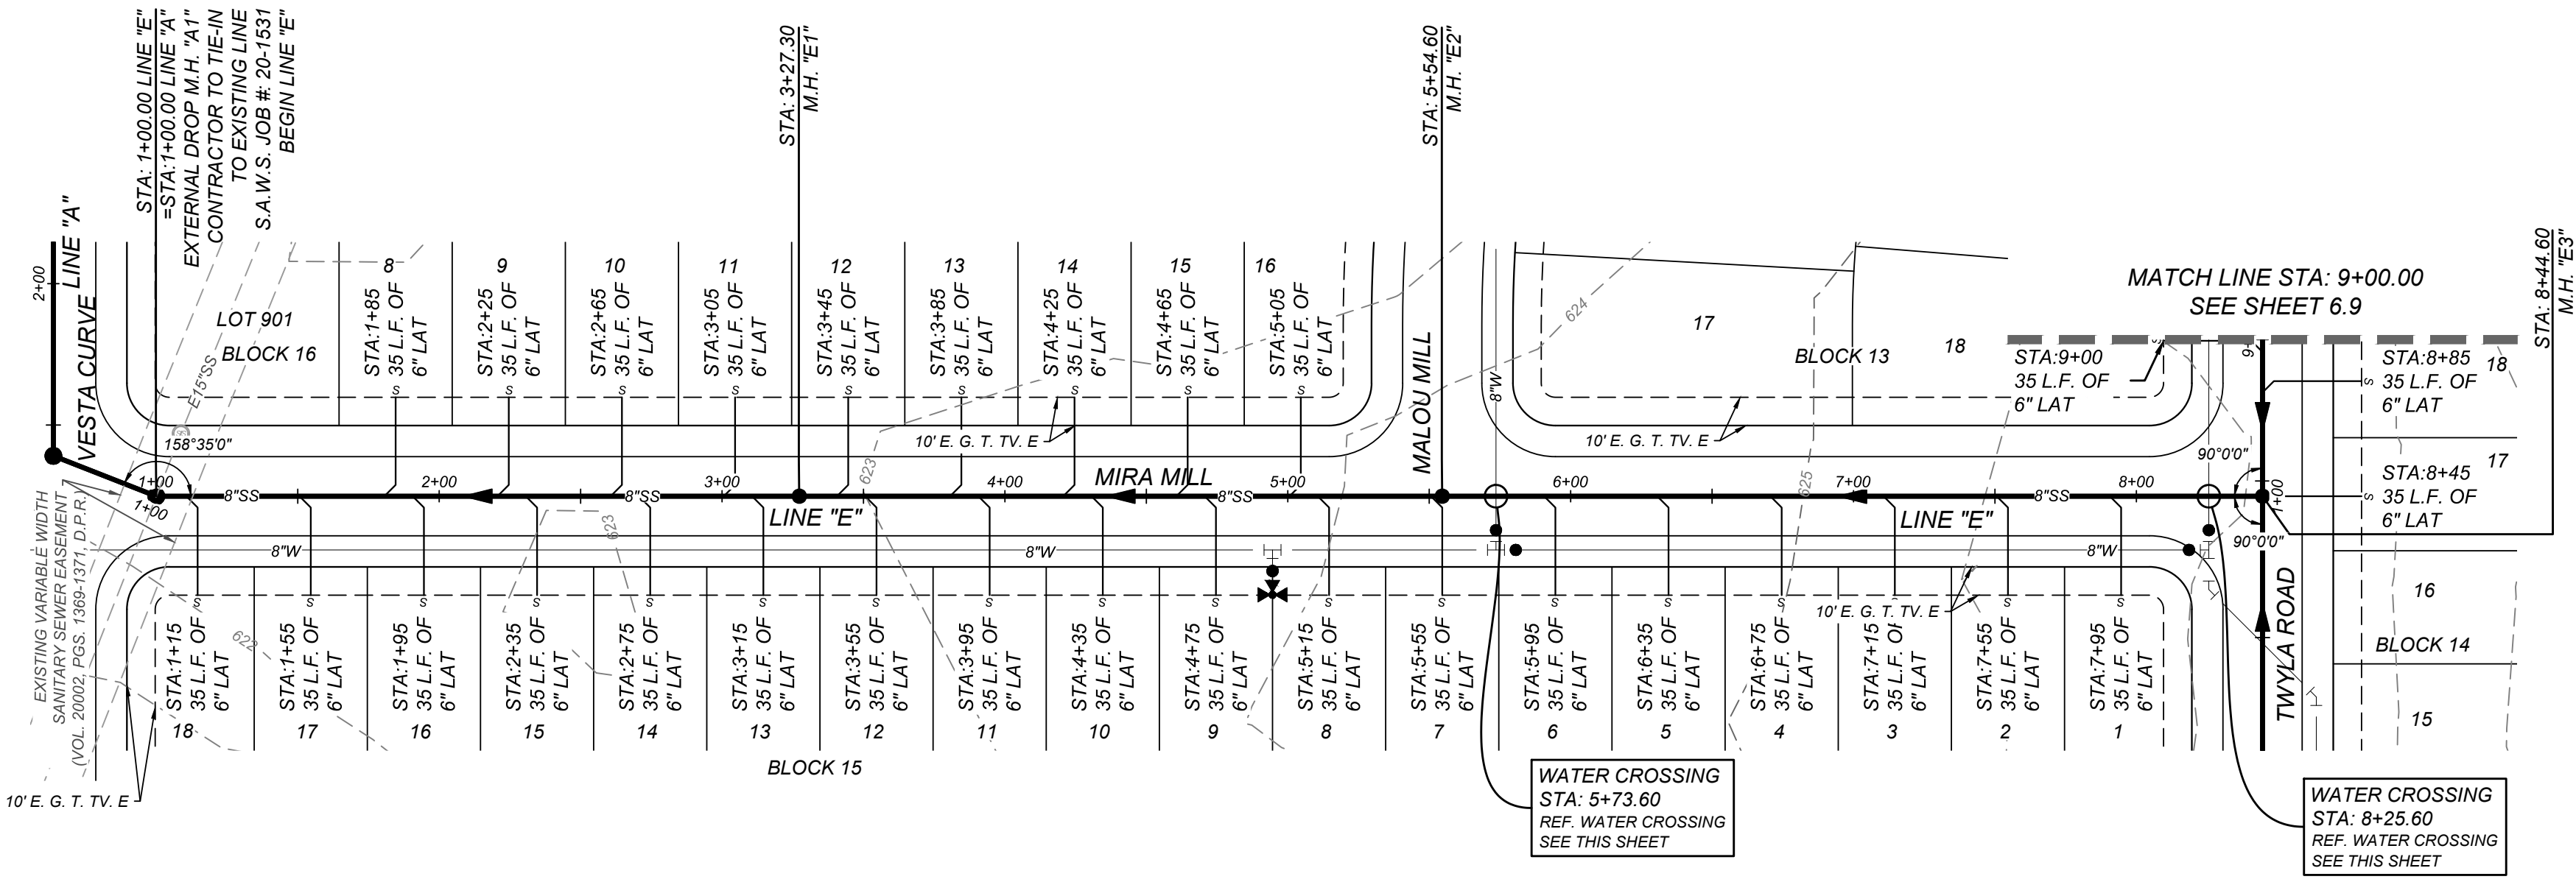 STA: 1+00.00 LINE "E"
=STA:1+00.00 LINE "A"
EXTERNAL DROP M.H. "A1"
CONTRACTOR TO TIE-IN
TO EXISTING LINE
S.A.W.S. JOB #: 20-1531
BEGIN LINE "E"
STA: 3+27.30
M.H. "E1"
STA: 5+54.60
M.H. "E2"
STA: 8+44.60
M.H. "E3"
MATCH LINE STA: 9+00.00
SEE SHEET 6.9
LINE "A"
2+00
VESTA CURVE
LOT 901
BLOCK 16
E15"SS
158°35'0"
8
STA:1+85
35 L.F. OF
6" LAT
S
9
STA:2+25
35 L.F. OF
6" LAT
S
10
STA:2+65
35 L.F. OF
6" LAT
S
11
STA:3+05
35 L.F. OF
6" LAT
S
12
STA:3+45
35 L.F. OF
6" LAT
S
13
STA:3+85
35 L.F. OF
6" LAT
S
14
STA:4+25
35 L.F. OF
6" LAT
S
15
STA:4+65
35 L.F. OF
6" LAT
S
16
STA:5+05
35 L.F. OF
6" LAT
S
10' E. G. T. TV. E
MALOU MILL
8"W
624
17
BLOCK 13
18
10' E. G. T. TV. E
STA:9+00
35 L.F. OF
6" LAT
S
9+
STA:8+85
35 L.F. OF
6" LAT
S
18
17
STA:8+45
35 L.F. OF
6" LAT
S
90°0'0"
90°0'0"
1+00
1+00
1+00
2+00
3+00
4+00
5+00
6+00
7+00
8+00
8"SS
8"SS
8"SS
8"SS
MIRA MILL
LINE "E"
LINE "E"
623
623
625
622
8"W
8"W
8"W
EXISTING VARIABLE WIDTH
SANITARY SEWER EASEMENT
(VOL. 20002, PGS. 1369-1371, D.P.R.)
10' E. G. T. TV. E
S
STA:1+15
35 L.F. OF
6" LAT
18
S
STA:1+55
35 L.F. OF
6" LAT
17
S
STA:1+95
35 L.F. OF
6" LAT
16
S
STA:2+35
35 L.F. OF
6" LAT
15
S
STA:2+75
35 L.F. OF
6" LAT
14
S
STA:3+15
35 L.F. OF
6" LAT
13
S
STA:3+55
35 L.F. OF
6" LAT
12
S
STA:3+95
35 L.F. OF
6" LAT
11
S
STA:4+35
35 L.F. OF
6" LAT
10
S
STA:4+75
35 L.F. OF
6" LAT
9
S
STA:5+15
35 L.F. OF
6" LAT
8
S
STA:5+55
35 L.F. OF
6" LAT
7
S
STA:5+95
35 L.F. OF
6" LAT
6
S
STA:6+35
35 L.F. OF
6" LAT
5
S
STA:6+75
35 L.F. OF
6" LAT
4
STA:7+15
35 L.F. OF
6" LAT
3
S
STA:7+55
35 L.F. OF
6" LAT
2
S
STA:7+95
35 L.F. OF
6" LAT
1
10' E. G. T. TV. E
BLOCK 15
TWYLA ROAD
16
BLOCK 14
15
WATER CROSSING
STA: 5+73.60
REF. WATER CROSSING
SEE THIS SHEET
WATER CROSSING
STA: 8+25.60
REF. WATER CROSSING
SEE THIS SHEET